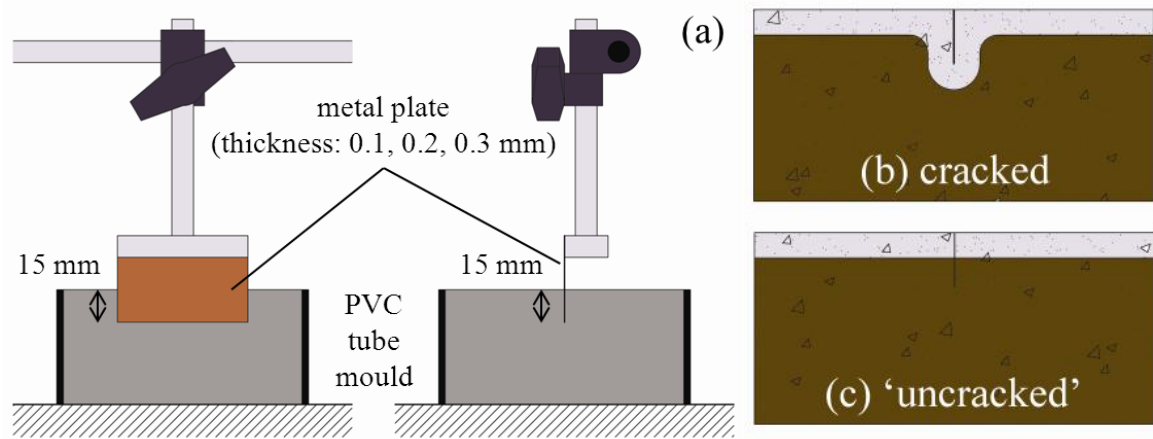 (a)
metal plate
(thickness: 0.1, 0.2, 0.3 mm)
15 mm
15 mm
PVC
tube
mould
(b) cracked
(c) ‘uncracked’